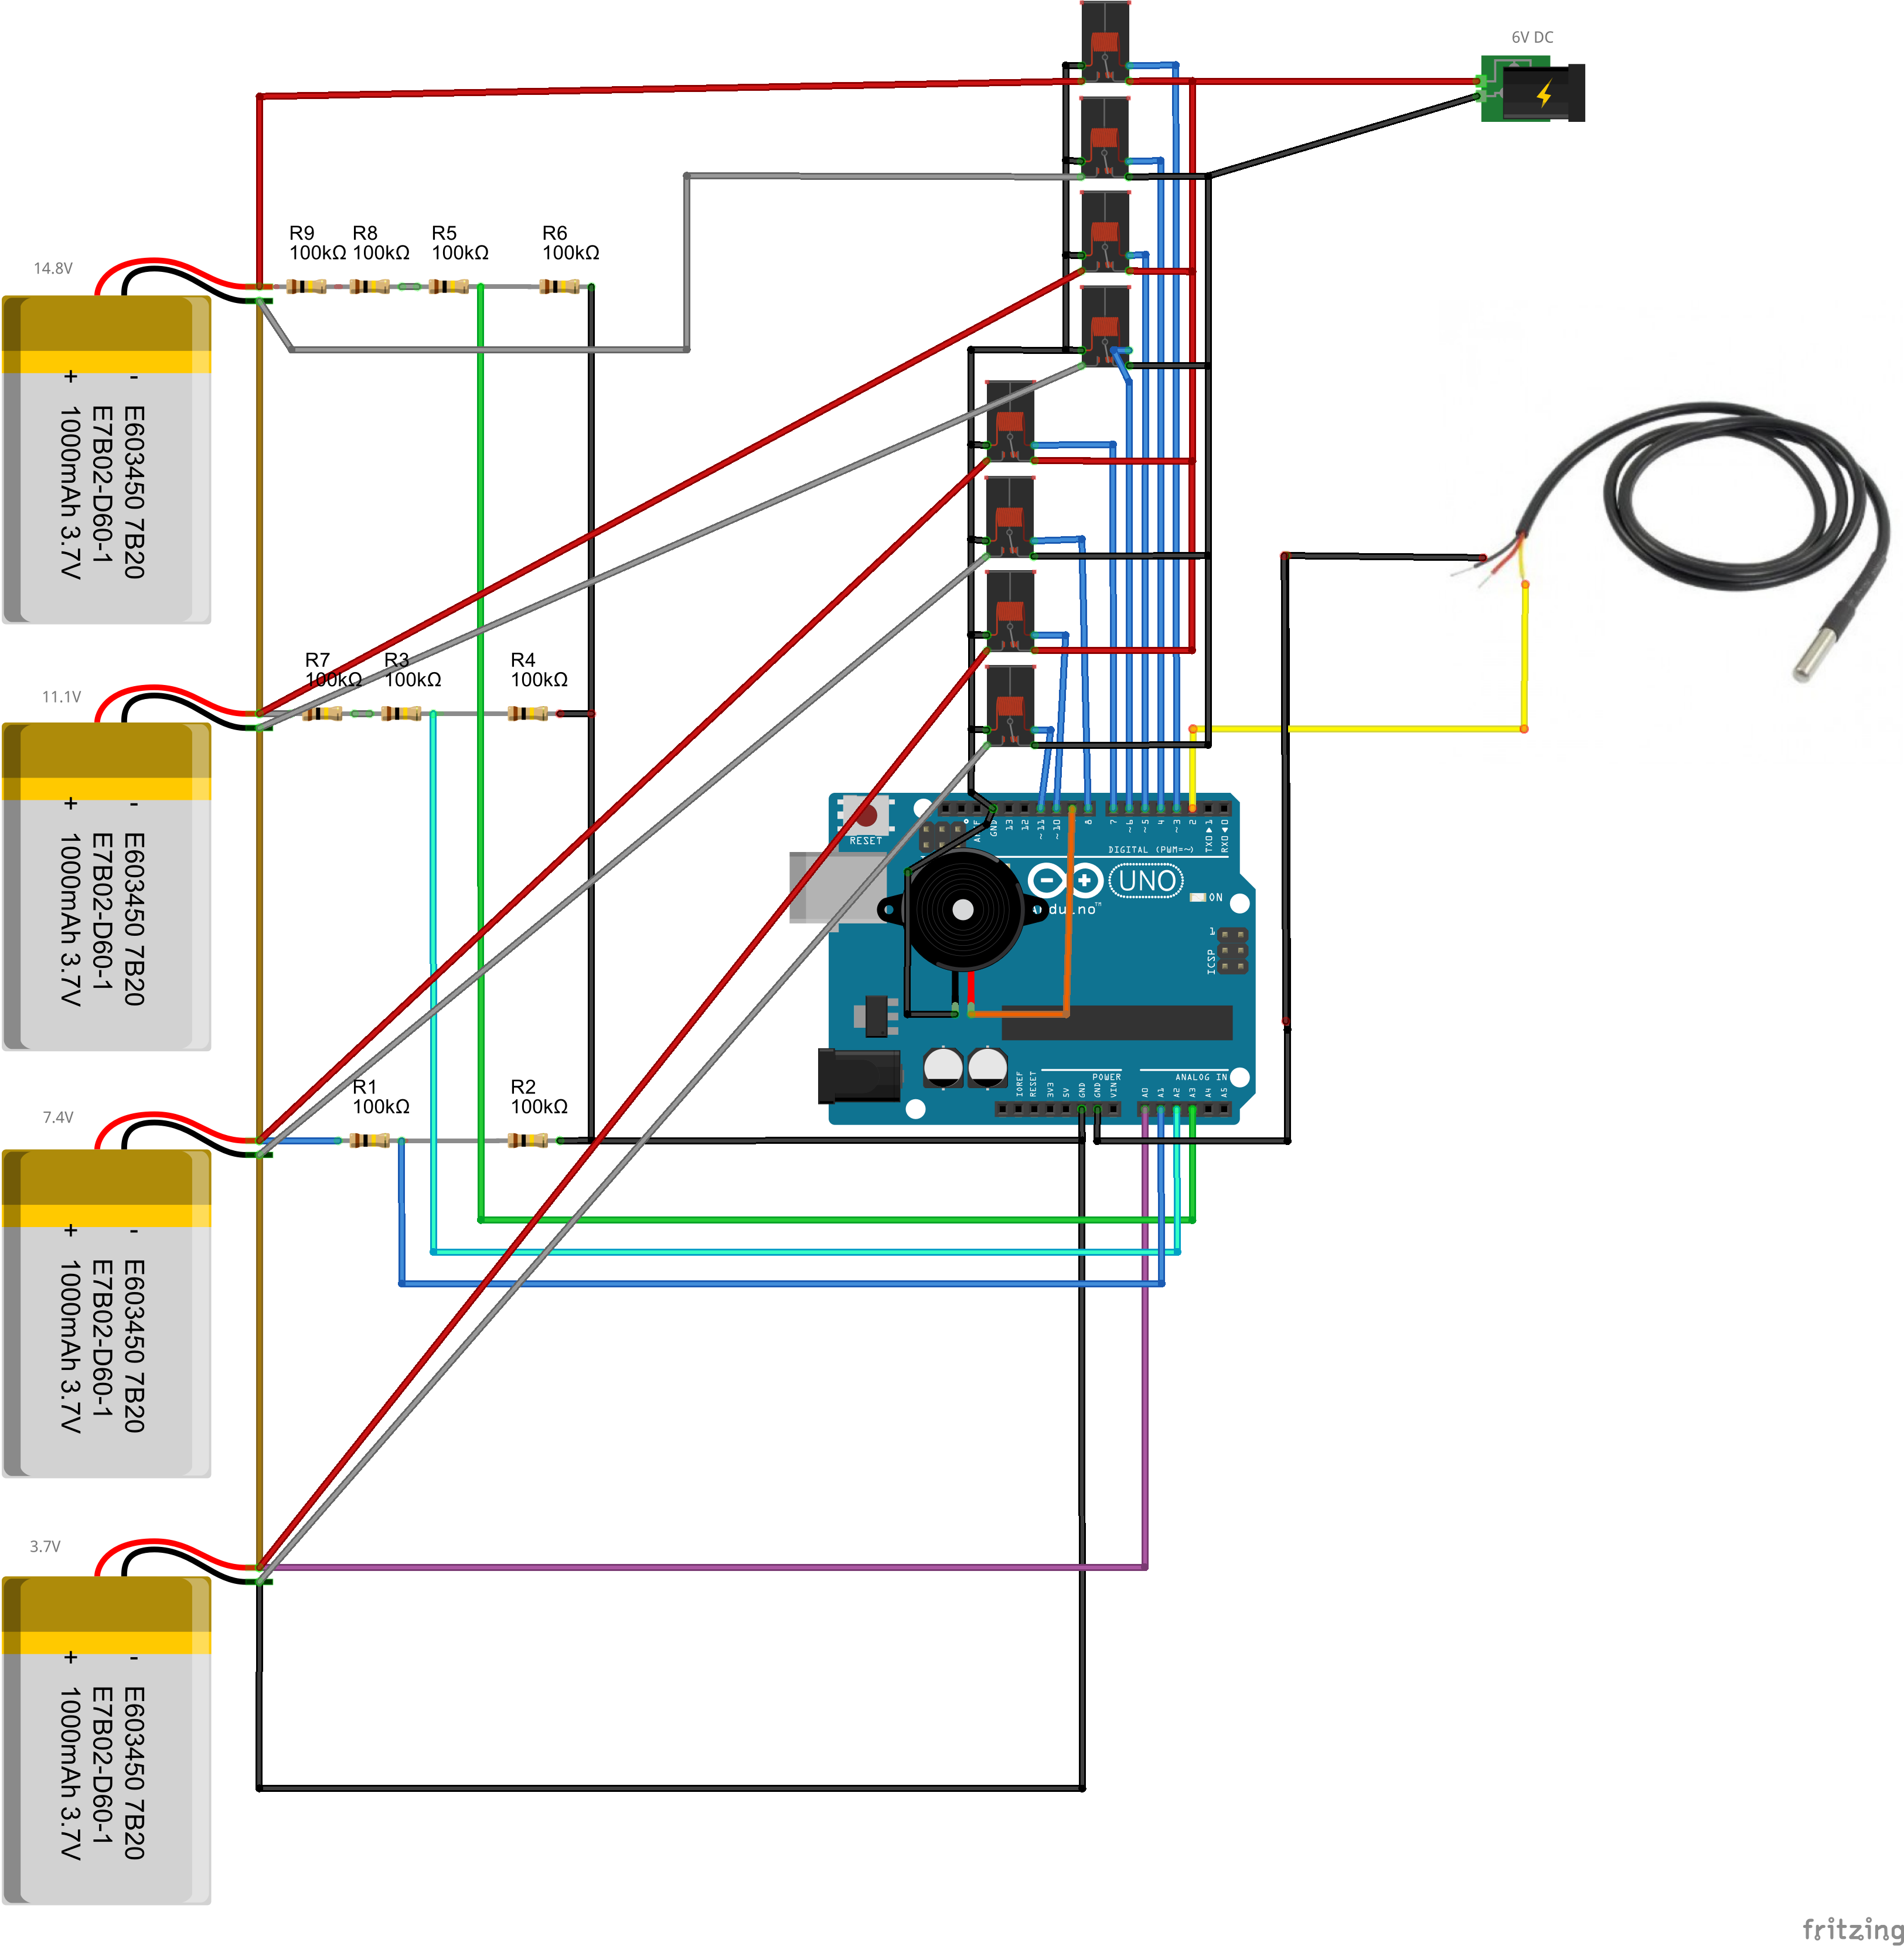 6V DC
R9
100kΩ
R8
100kΩ
R5
100kΩ
R6
100kΩ
14.8V
+ -
E603450 7B20
E7B02-D60-1
1000mAh 3.7V
R7
100kΩ
R3
100kΩ
R4
100kΩ
11.1V
+ -
E603450 7B20
E7B02-D60-1
1000mAh 3.7V
RESET
GND
13
12
~11
~10
8
7
~6
~5
4
~3
2
TX0▶1
RX0◀0
DIGITAL (PWM=~)
UNO
ON
1
ICSP
R1
100kΩ
R2
100kΩ
7.4V
IOREF
RESET
3V3
5V
GND
GND
VIN
POWER
ANALOG IN
A0
A1
A2
A3
A4
A5
+ -
E603450 7B20
E7B02-D60-1
1000mAh 3.7V
3.7V
+ -
E603450 7B20
E7B02-D60-1
1000mAh 3.7V
fritzing